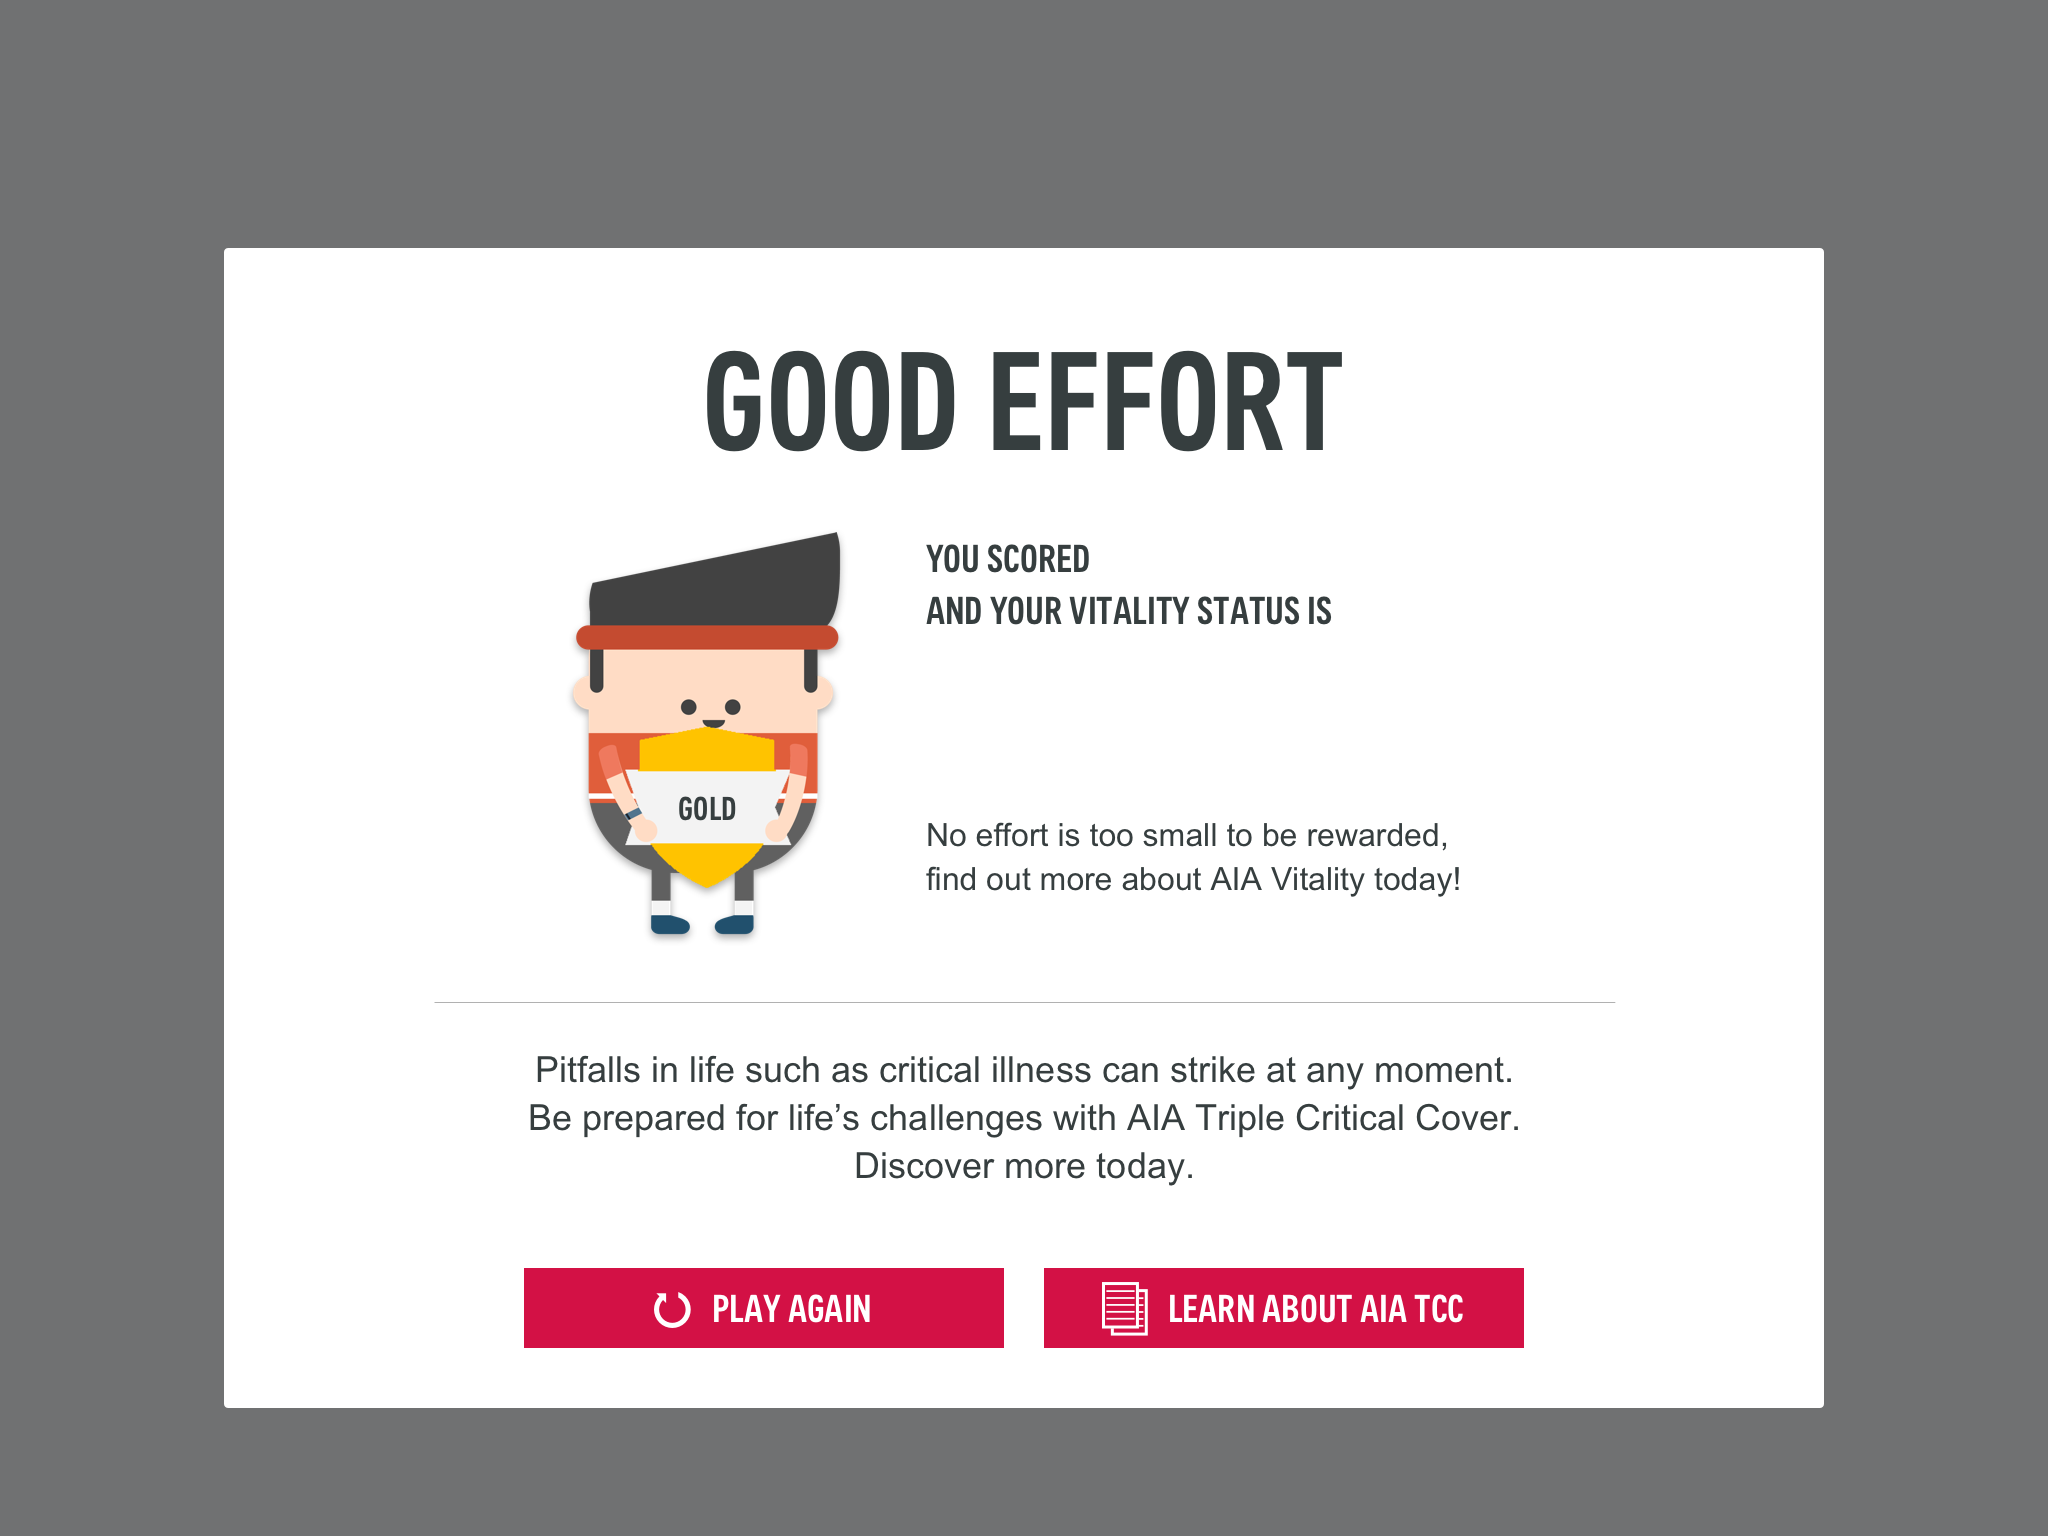 GOOD EFFORT
YOU SCORED
AND YOUR VITALITY STATUS IS
GOLD
No effort is too small to be rewarded,
find out more about AIA Vitality today!
Pitfalls in life such as critical illness can strike at any moment.
Be prepared for life’s challenges with AIA Triple Critical Cover.
Discover more today.
PLAY AGAIN
LEARN ABOUT AIA TCC